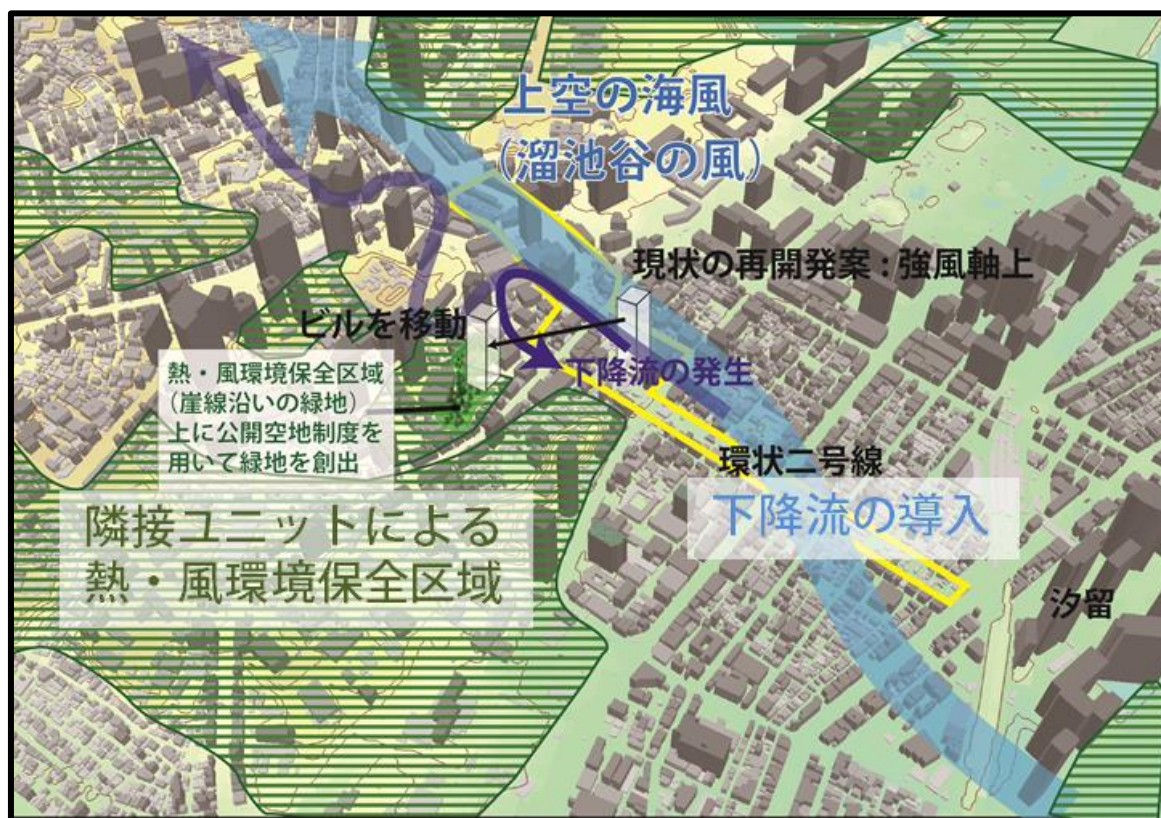 上空の海風
（溜池谷の風）
現状の再開発案：強風軸上
ビルを移動
下降流の発生
熱・風環境保全区域
（崖線沿いの緑地）
上に公開空地制度を
用いて緑地を創出
環状二号線
下降流の導入
隣接ユニットによる
熱・風環境保全区域
汐留